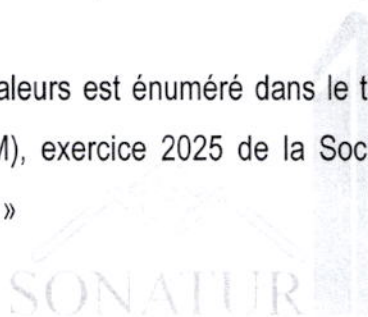 aleurs est énuméré dans le t
M), exercice 2025 de la Soc
»
SONATUR